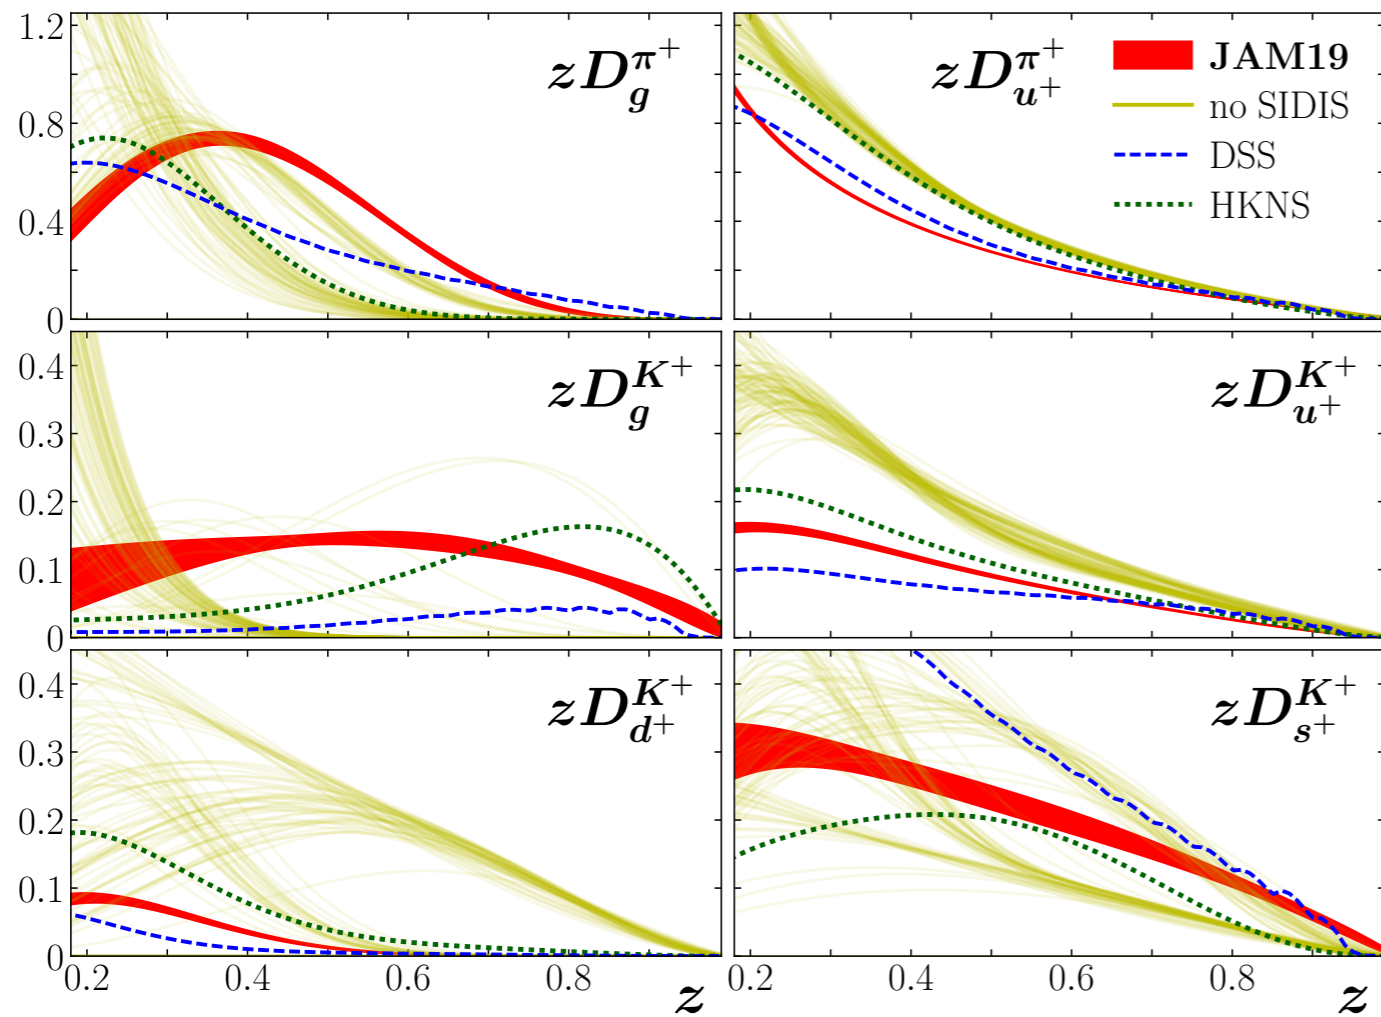 1.2
0.8
0.4
0
zD_g^{π^+}
zD_{u^+}^{π^+}
JAM19
no SIDIS
DSS
HKNS
0.4
0.3
0.2
0.1
0
zD_g^{K^+}
zD_{u^+}^{K^+}
0.4
0.3
0.2
0.1
0
zD_{d^+}^{K^+}
zD_{s^+}^{K^+}
0.2 0.4 0.6 0.8 z
0.2 0.4 0.6 0.8 z